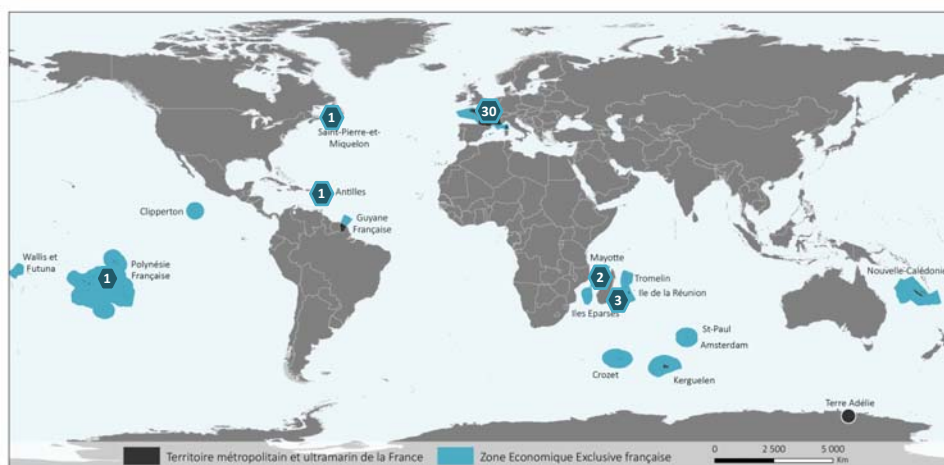 30
1
Saint-Pierre-et-
Miquelon
1
Antilles
Clipperton
Guyane
Française
Wallis et
Futuna
1
Polynésie
Française
Mayotte
2
Tromelin
3
Ile de la Réunion
Iles Eparses
Nouvelle-Calédonie
St-Paul
Amsterdam
Crozet
Kerguelen
Terre Adélie
Territoire métropolitain et ultramarin de la France
Zone Economique Exclusive française
0 2 500 5 000
Km